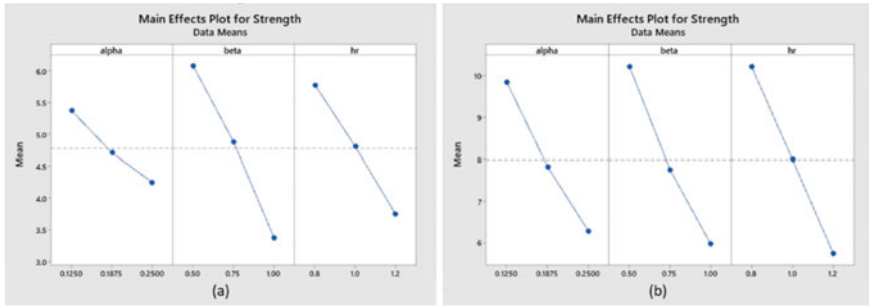 Main Effects Plot for Strength
Data Means
alpha beta hr
Mean
6.0
5.5
5.0
4.5
4.0
3.5
3.0
0.1250 0.1875 0.2500 0.50 0.75 1.00 0.8 1.0 1.2
(a)
Main Effects Plot for Strength
Data Means
alpha beta hr
Mean
10
9
8
7
6
0.1250 0.1875 0.2500 0.50 0.75 1.00 0.8 1.0 1.2
(b)